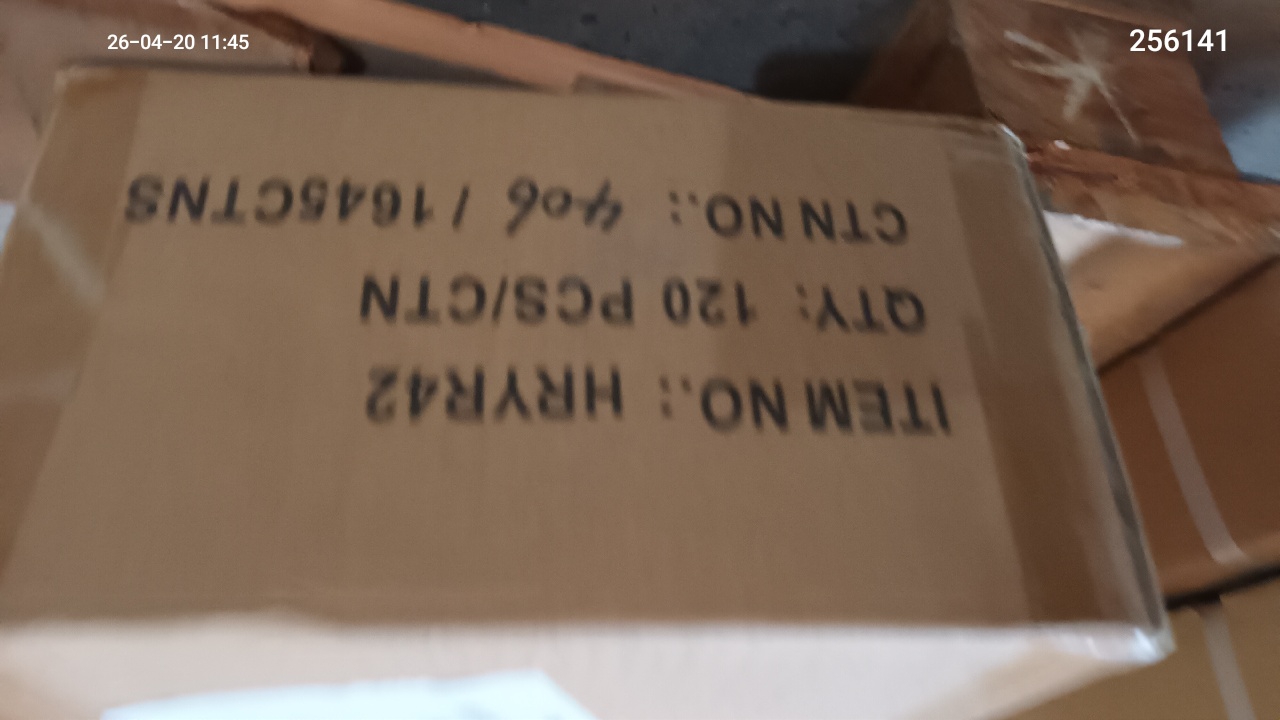 26-04-20 11:45
256141
ITEM NO.: HRYR42
QTY: 120 PCS/CTN
CTN NO.: 406 / 1645CTNS